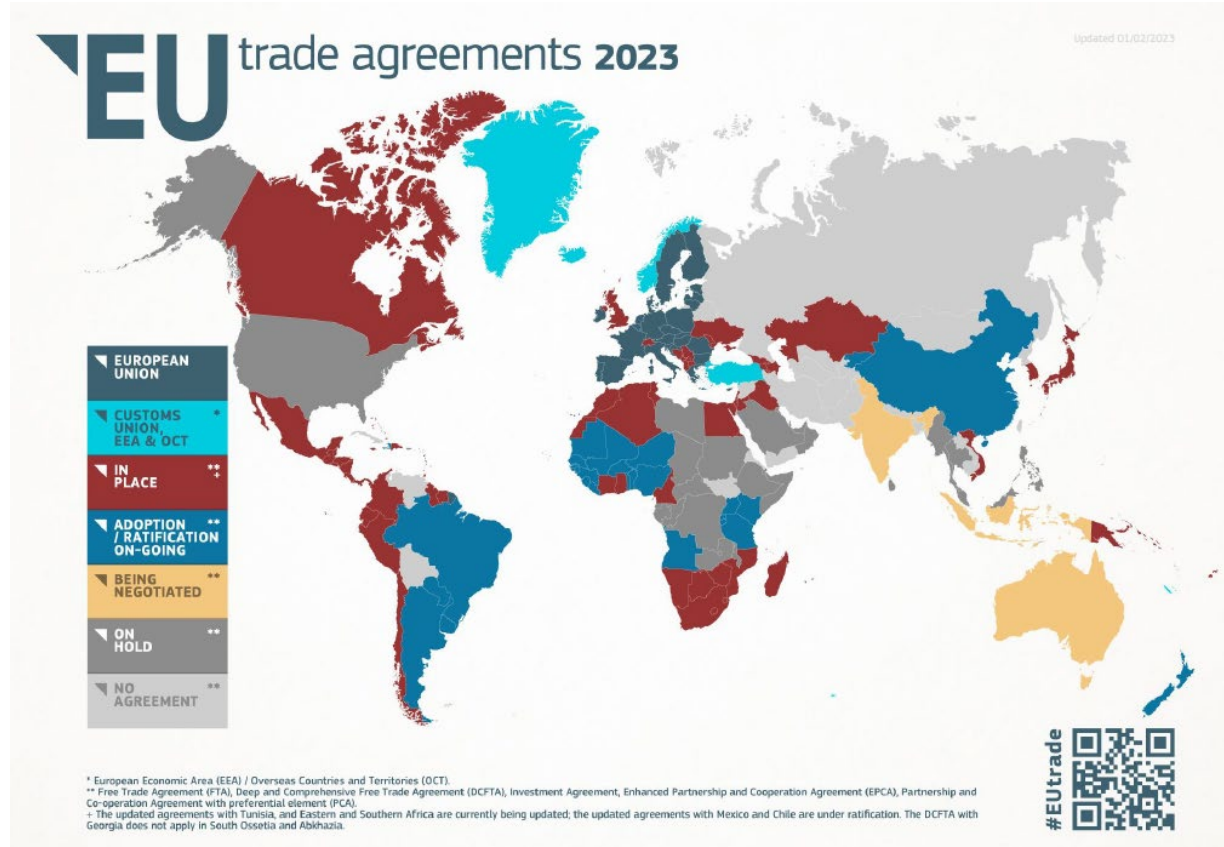 EU trade agreements 2023
Updated 01/02/2023
EUROPEAN
UNION
CUSTOMS *
UNION,
EEA & OCT
IN **
PLACE +
ADOPTION **
/ RATIFICATION
ON-GOING
BEING **
NEGOTIATED
ON **
HOLD
NO **
AGREEMENT
#EUtrade
* European Economic Area (EEA) / Overseas Countries and Territories (OCT).
** Free Trade Agreement (FTA), Deep and Comprehensive Free Trade Agreement (DCFTA), Investment Agreement, Enhanced Partnership and Cooperation Agreement (EPCA), Partnership and
Co-operation Agreement with preferential element (PCA).
+ The updated agreements with Tunisia, and Eastern and Southern Africa are currently being updated; the updated agreements with Mexico and Chile are under ratification. The DCFTA with
Georgia does not apply in South Ossetia and Abkhazia.